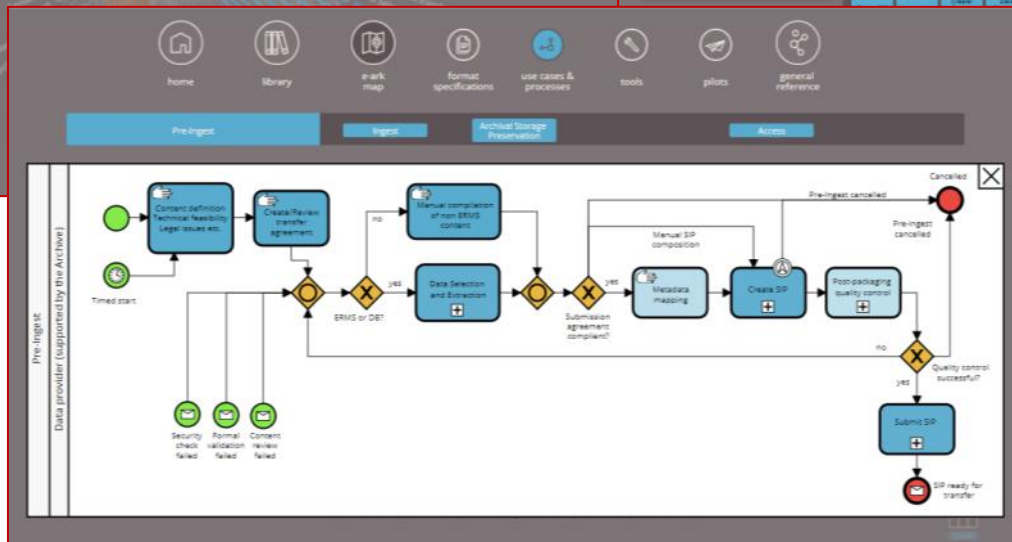 home
library
e-ark
map
format
specifications
use cases &
processes
tools
pilots
general
reference
Pre-Ingest
Ingest
Archival Storage
Preservation
Access
Pre-Ingest
Data provider (supported by the Archive)
Timed start
Content definition
Technical feasibility
Legal issues etc.
Create/Review
transfer
agreement
Security
check
failed
Formal
validation
failed
Content
review
failed
ERMS or DB?
no
yes
Manual compilation
of non ERMS
content
Data Selection
and Extraction
Submission
agreement
complient?
yes
Manual SIP
composition
Metadata
mapping
Create SIP
Post-packaging
quality control
Pre-Ingest cancelled
Cancelled
Pre-Ingest
cancelled
no
Quality control
successful?
yes
Submit SIP
SIP ready for
transfer